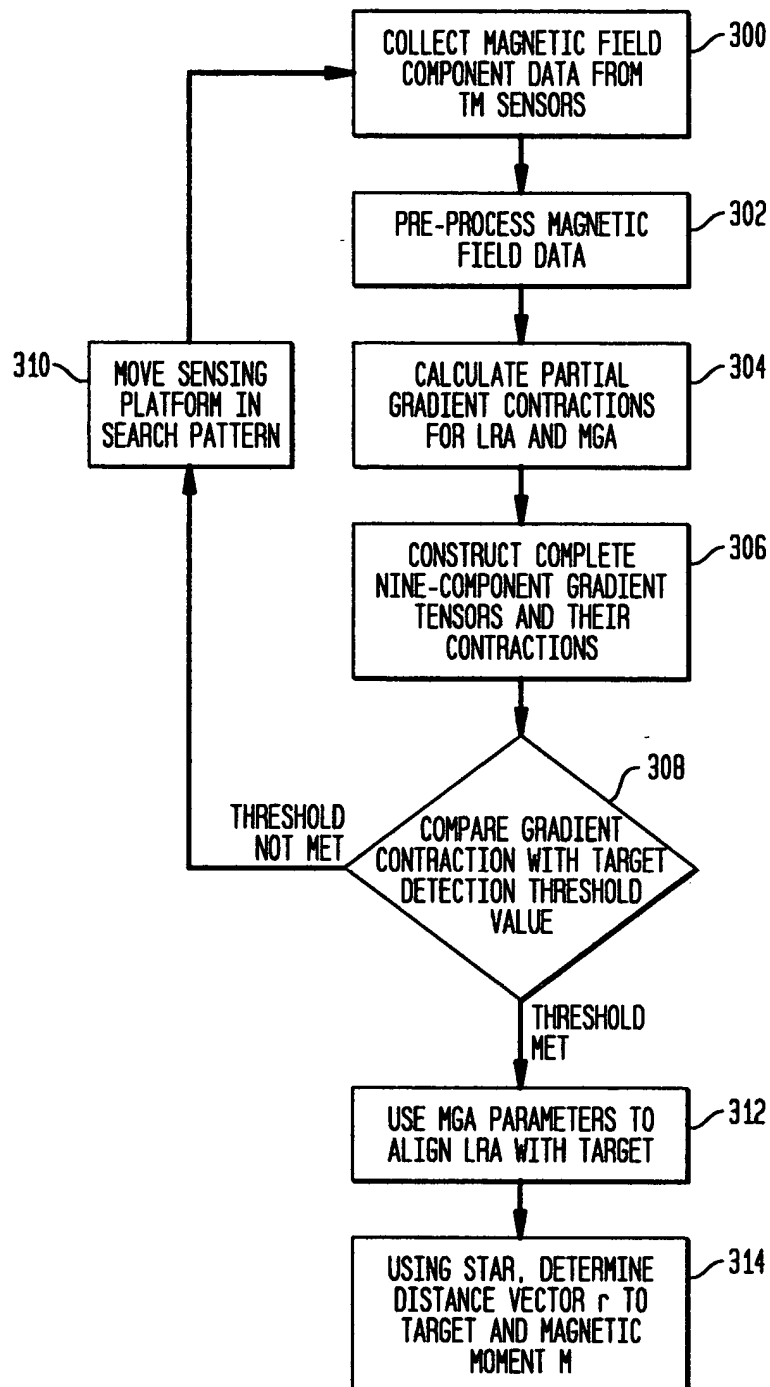 COLLECT MAGNETIC FIELD
COMPONENT DATA FROM
TM SENSORS
300
PRE-PROCESS MAGNETIC
FIELD DATA
302
310
MOVE SENSING
PLATFORM IN
SEARCH PATTERN
CALCULATE PARTIAL
GRADIENT CONTRACTIONS
FOR LRA AND MGA
304
CONSTRUCT COMPLETE
NINE-COMPONENT GRADIENT
TENSORS AND THEIR
CONTRACTIONS
306
308
THRESHOLD
NOT MET
COMPARE GRADIENT
CONTRACTION WITH TARGET
DETECTION THRESHOLD
VALUE
THRESHOLD
MET
USE MGA PARAMETERS TO
ALIGN LRA WITH TARGET
312
USING STAR, DETERMINE
DISTANCE VECTOR r TO
TARGET AND MAGNETIC
MOMENT M
314